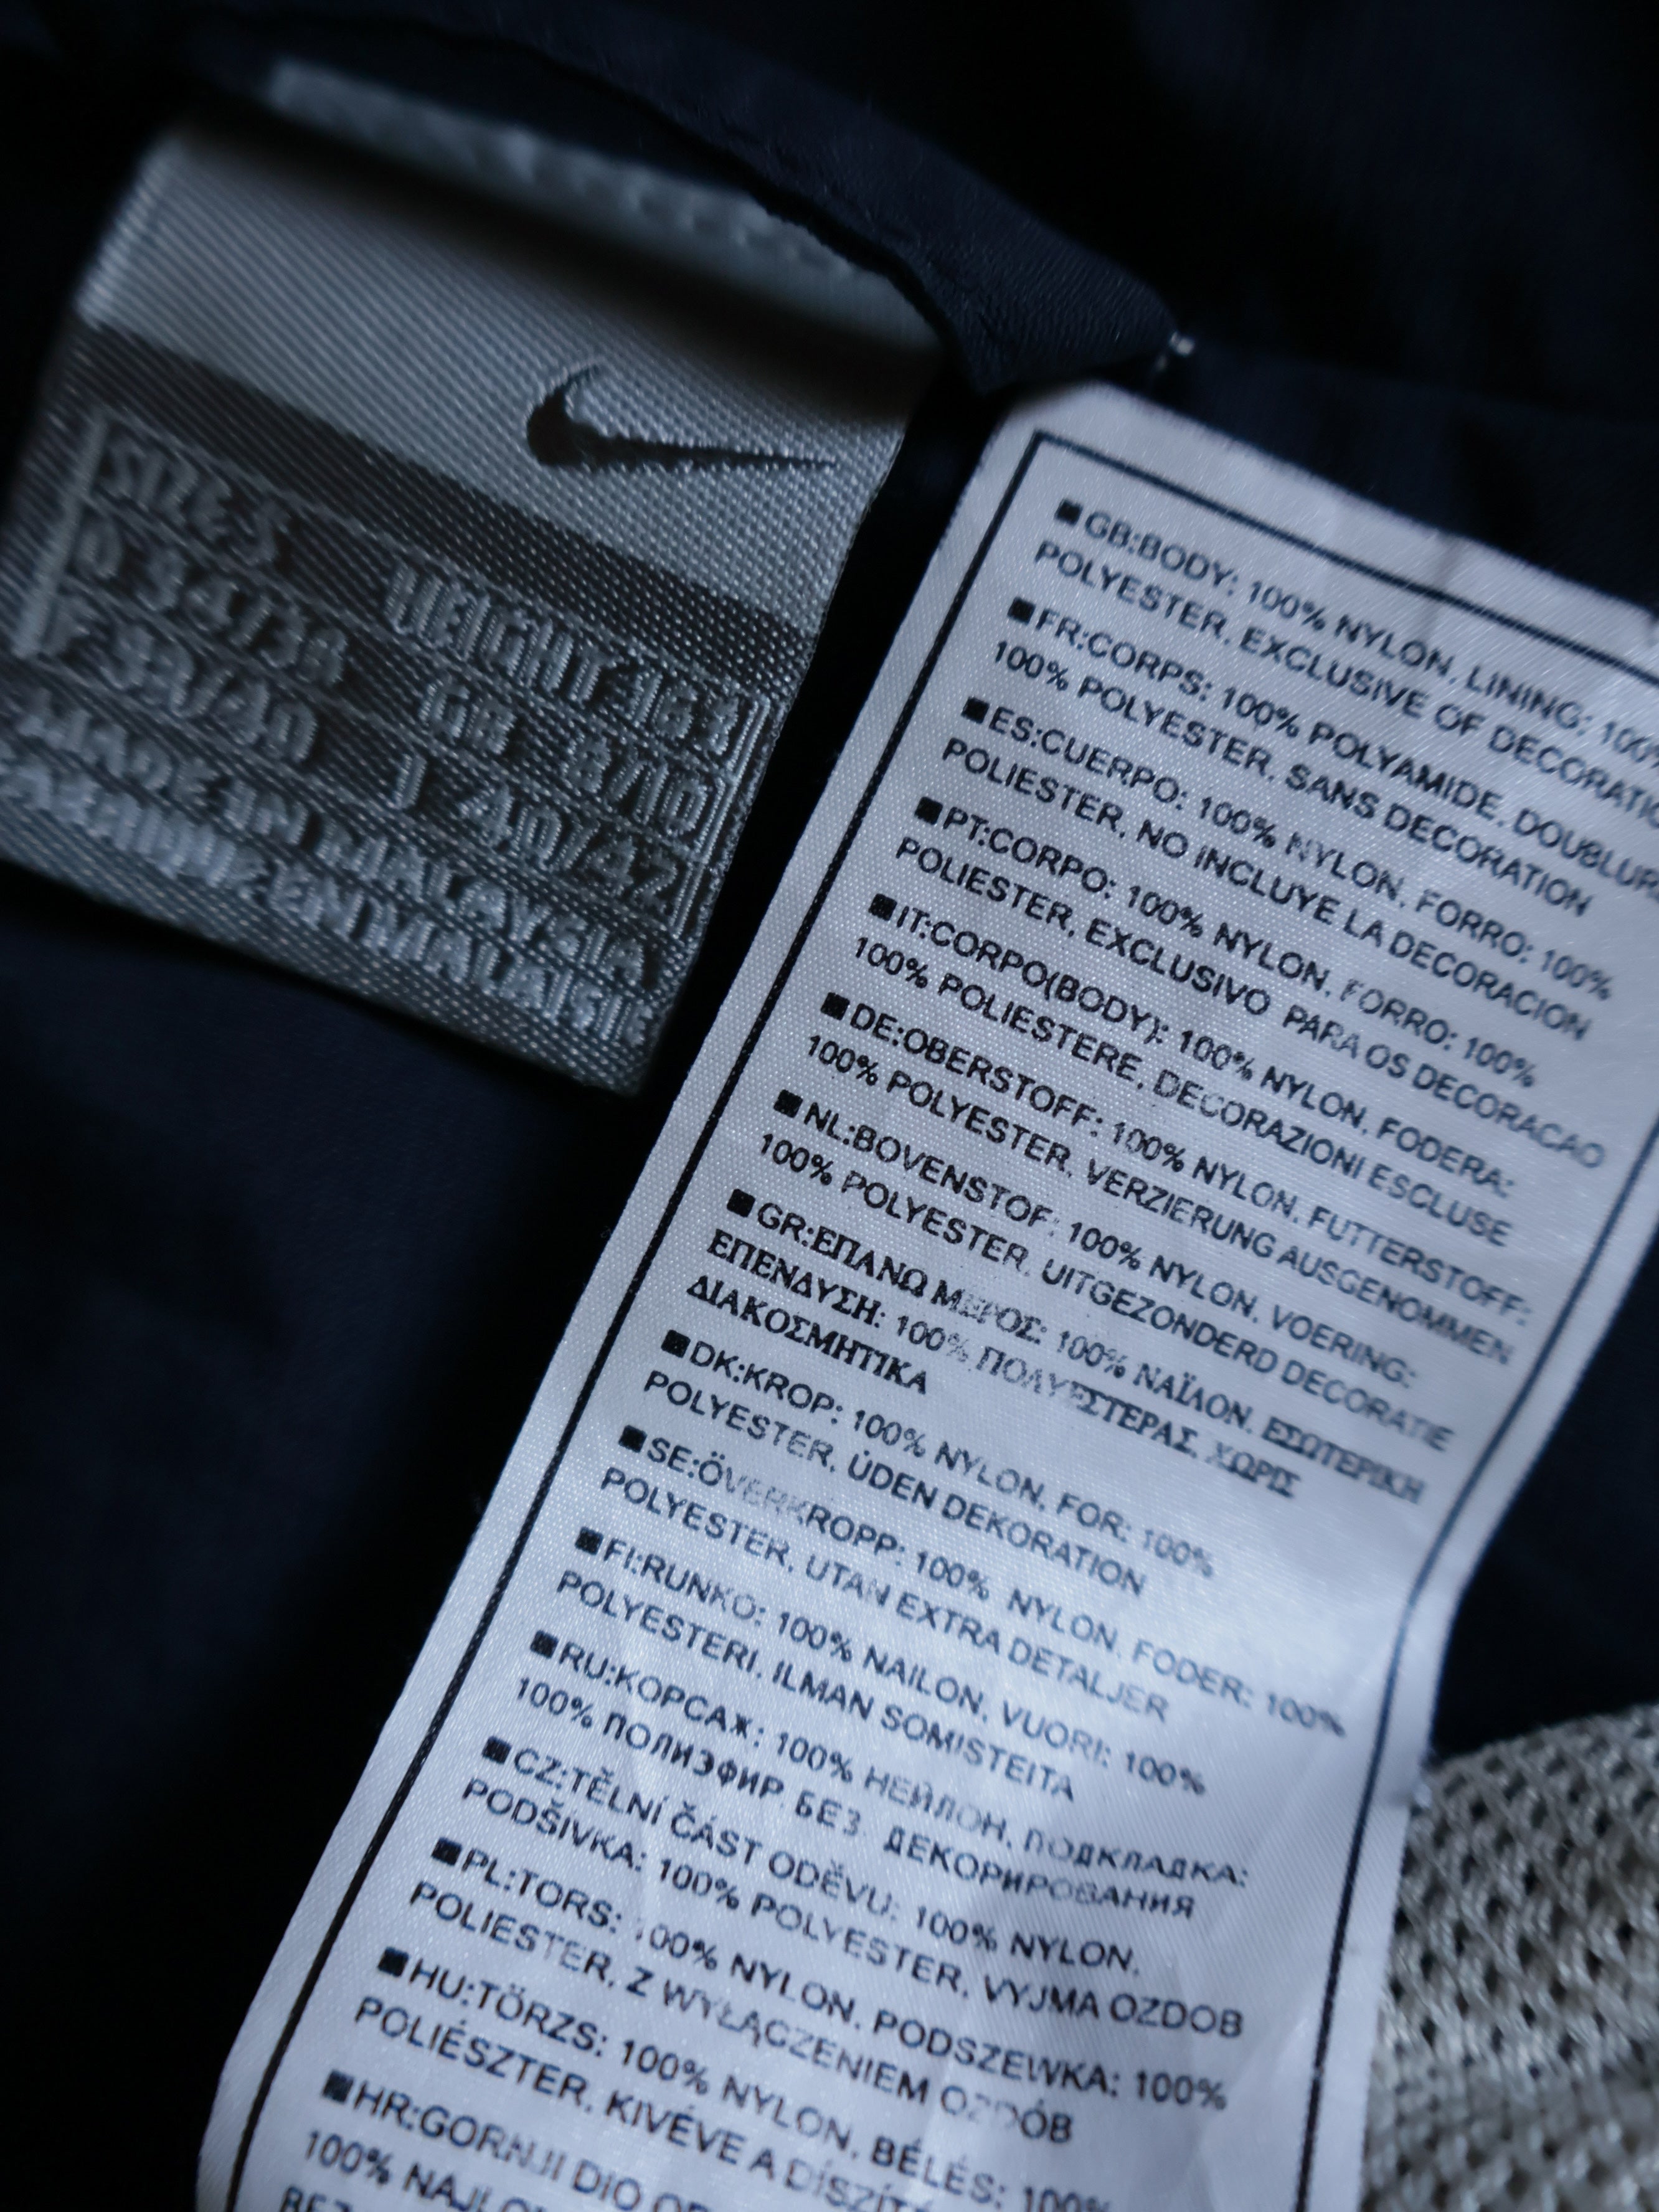 SIZE:S HEIGHT 168
D 34/36 GB 8/10
F 38/40 I 40/42
MADE IN MALAYSIA
FABRIQUE EN MALAISIE
■GB:BODY: 100% NYLON, LINING: 100%
POLYESTER, EXCLUSIVE OF
■FR:CORPS: 100% POLYAMIDE,
100% POLYESTER, SANS DECORATION
■ES:CUERPO: 100% NYLON, FORRO: 100%
POLIESTER, NO INCLUYE LA DECORACION
■PT:CORPO: 100% NYLON, FORRO: 100%
POLIESTER, EXCLUSIVO PARA OS DECORACAO
■IT:CORPO(BODY): 100% NYLON, FODERA:
100% POLIESTERE, DECORAZIONI ESCLUSE
■DE:OBERSTOFF: 100% NYLON, FUTTERSTOFF:
100% POLYESTER, VERZIERUNG AUSGENOMMEN
■NL:BOVENSTOF: 100% NYLON, VOERING:
100% POLYESTER, UITGEZONDERD DECORATIE
■GR:ΕΠΑΝΩ ΜΕΡΟΣ: 100% ΝΑΪΛΟΝ, ΕΣΩΤΕΡΙΚΗ
ΕΠΕΝΔΥΣΗ: 100% ΠΟΛΥΕΣΤΕΡΑΣ, ΧΩΡΙΣ
ΔΙΑΚΟΣΜΗΤΙΚΑ
■DK:KROP: 100% NYLON, FOR: 100%
POLYESTER, ÚDEN DEKORATION
■SE:ÖVERKROPP: 100% NYLON, FODER: 100%
POLYESTER, UTAN EXTRA DETALJER
■FI:RUNKO: 100% NAILON, VUORI: 100%
POLYESTERI, ILMAN SOMISTEITA
■RU:КОРСАЖ: 100% НЕЙЛОН, ПОДКЛАДКА:
100% ПОЛИЭФИР, БЕЗ ДЕКОРИРОВАНИЯ
■CZ:TĚLNÍ ČÁST ODĚVU: 100% NYLON,
PODŠÍVKA: 100% POLYESTER, VYJMA OZDOB
■PL:TORS: 100% NYLON, PODSZEWKA: 100%
POLIESTER, Z WYŁĄCZENIEM OZDÓB
■HU:TÖRZS: 100% NYLON, BÉLÉS: 100%
POLIÉSZTER, KIVÉVE A
■HR:GORNJI DIO
100%